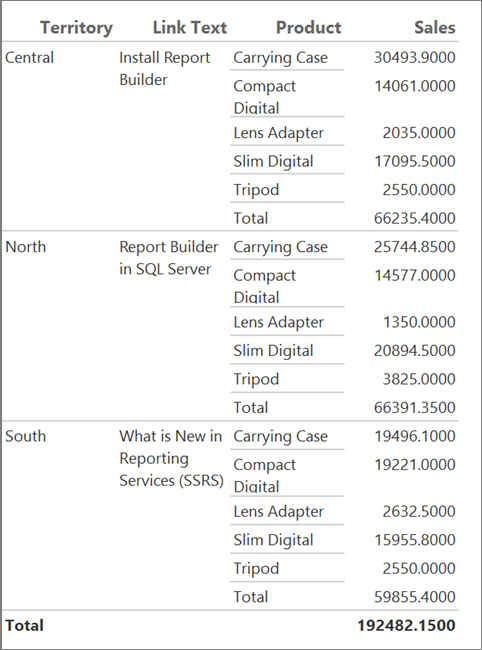 Territory Link Text Product Sales
Central Install Report Carrying Case 30493.9000
Builder Compact 14061.0000
Digital
Lens Adapter 2035.0000
Slim Digital 17095.5000
Tripod 2550.0000
Total 66235.4000
North Report Builder Carrying Case 25744.8500
in SQL Server Compact 14577.0000
Digital
Lens Adapter 1350.0000
Slim Digital 20894.5000
Tripod 3825.0000
Total 66391.3500
South What is New in Carrying Case 19496.1000
Reporting Compact 19221.0000
Services (SSRS) Digital
Lens Adapter 2632.5000
Slim Digital 15955.8000
Tripod 2550.0000
Total 59855.4000
Total 192482.1500